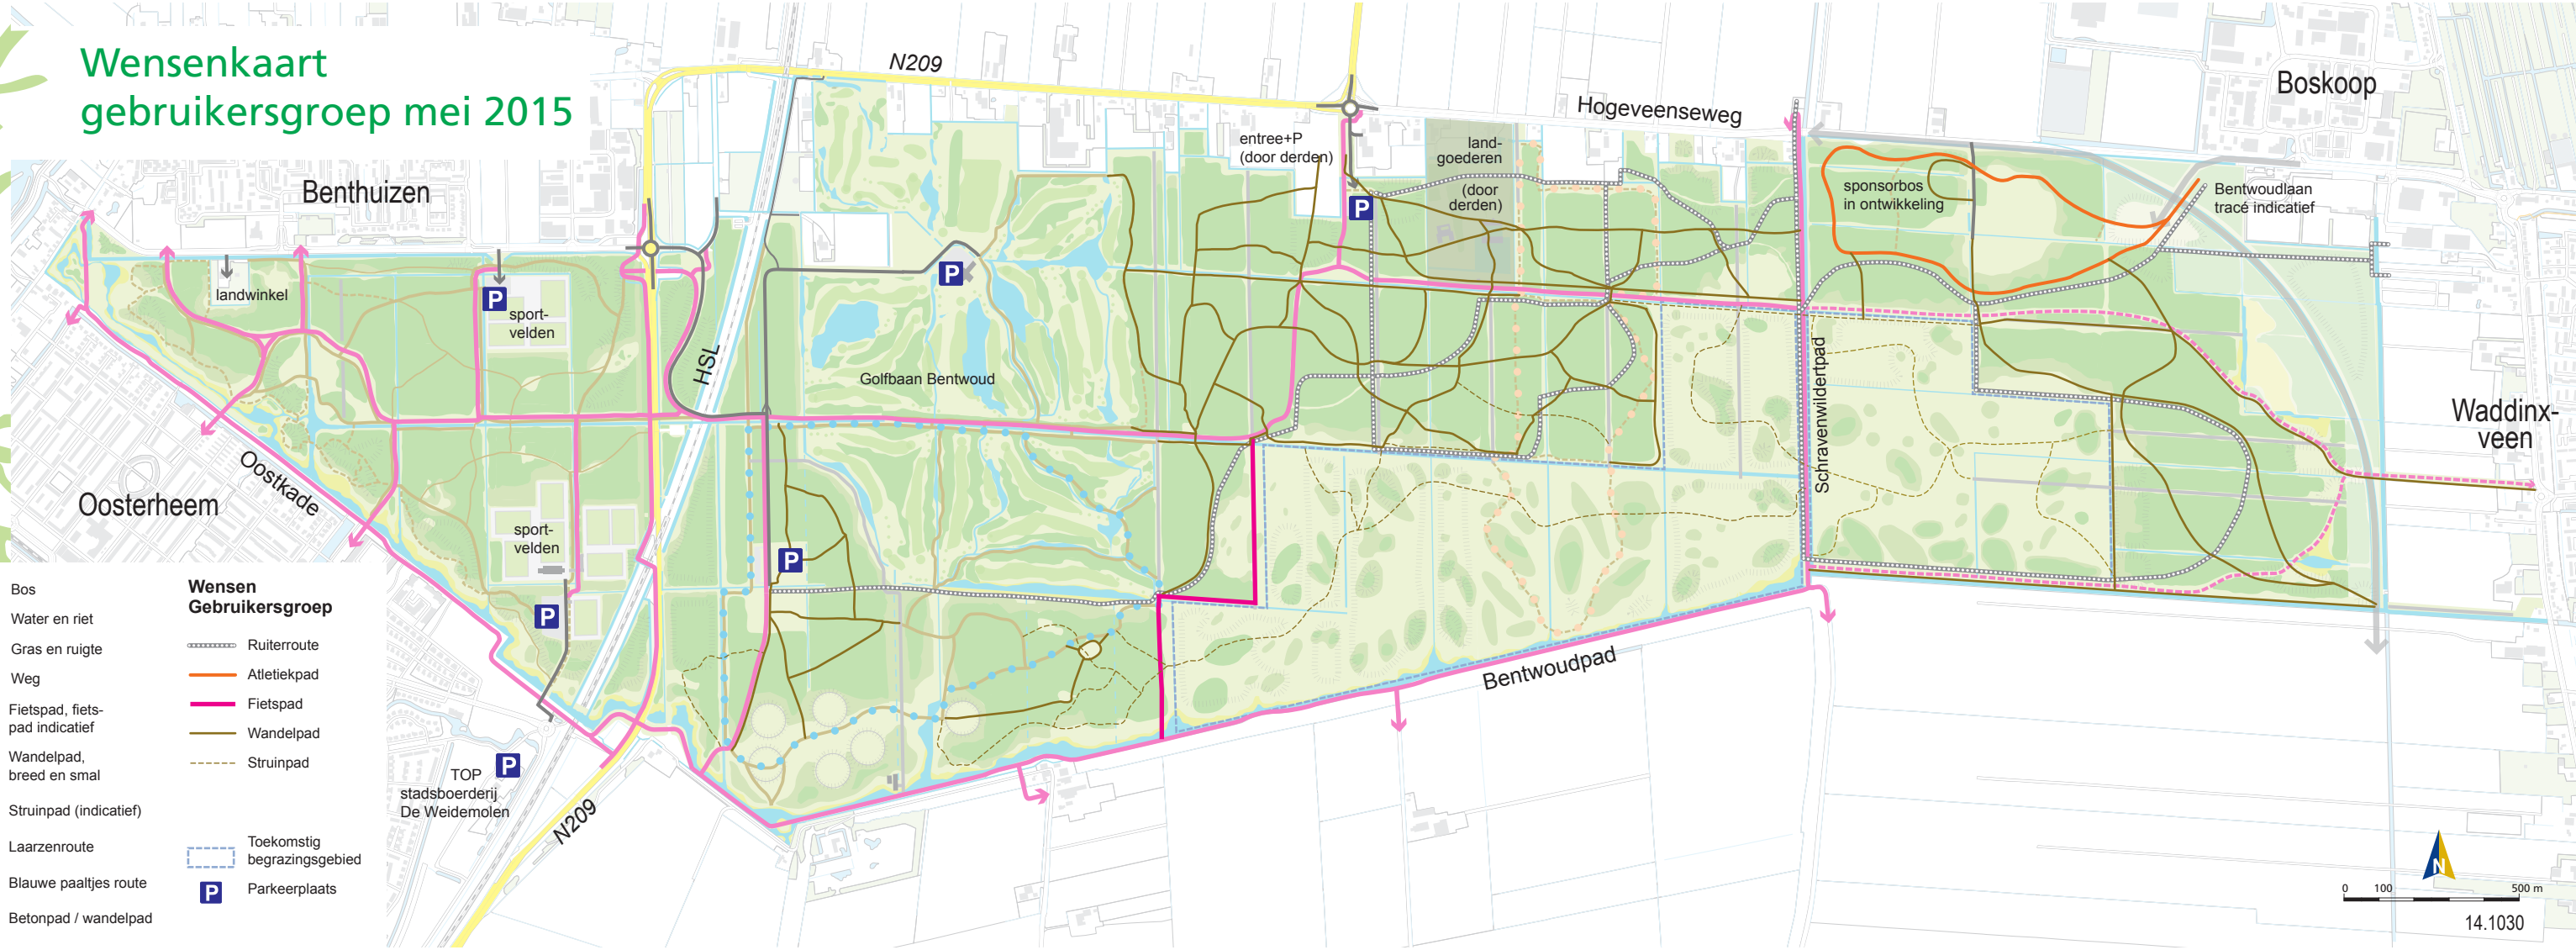 Wensenkaart
gebruikersgroep mei 2015
N209
Hogeveenseweg
Boskoop
entree+P
(door derden)
land-
goederen
(door
derden)
sponsorbos
in ontwikkeling
Bentwoudlaan
tracé indicatief
Benthuizen
landwinkel
P
sport-
velden
HSL
P
P
Golfbaan Bentwoud
Schravenwildertpad
Waddinx-
veen
Oosterheem
Oostkade
sport-
velden
P
P
Bentwoudpad
TOP
stadsboerderij
De Weidemolen
P
N209
Bos
Water en riet
Gras en ruigte
Weg
Fietspad, fiets-
pad indicatief
Wandelpad,
breed en smal
Struinpad (indicatief)
Laarzenroute
Blauwe paaltjes route
Betonpad / wandelpad
Wensen
Gebruikersgroep
Ruiterroute
Atletiekpad
Fietspad
Wandelpad
Struinpad
Toekomstig
begrazingsgebied
P Parkeerplaats
N
0 100 500 m
14.1030